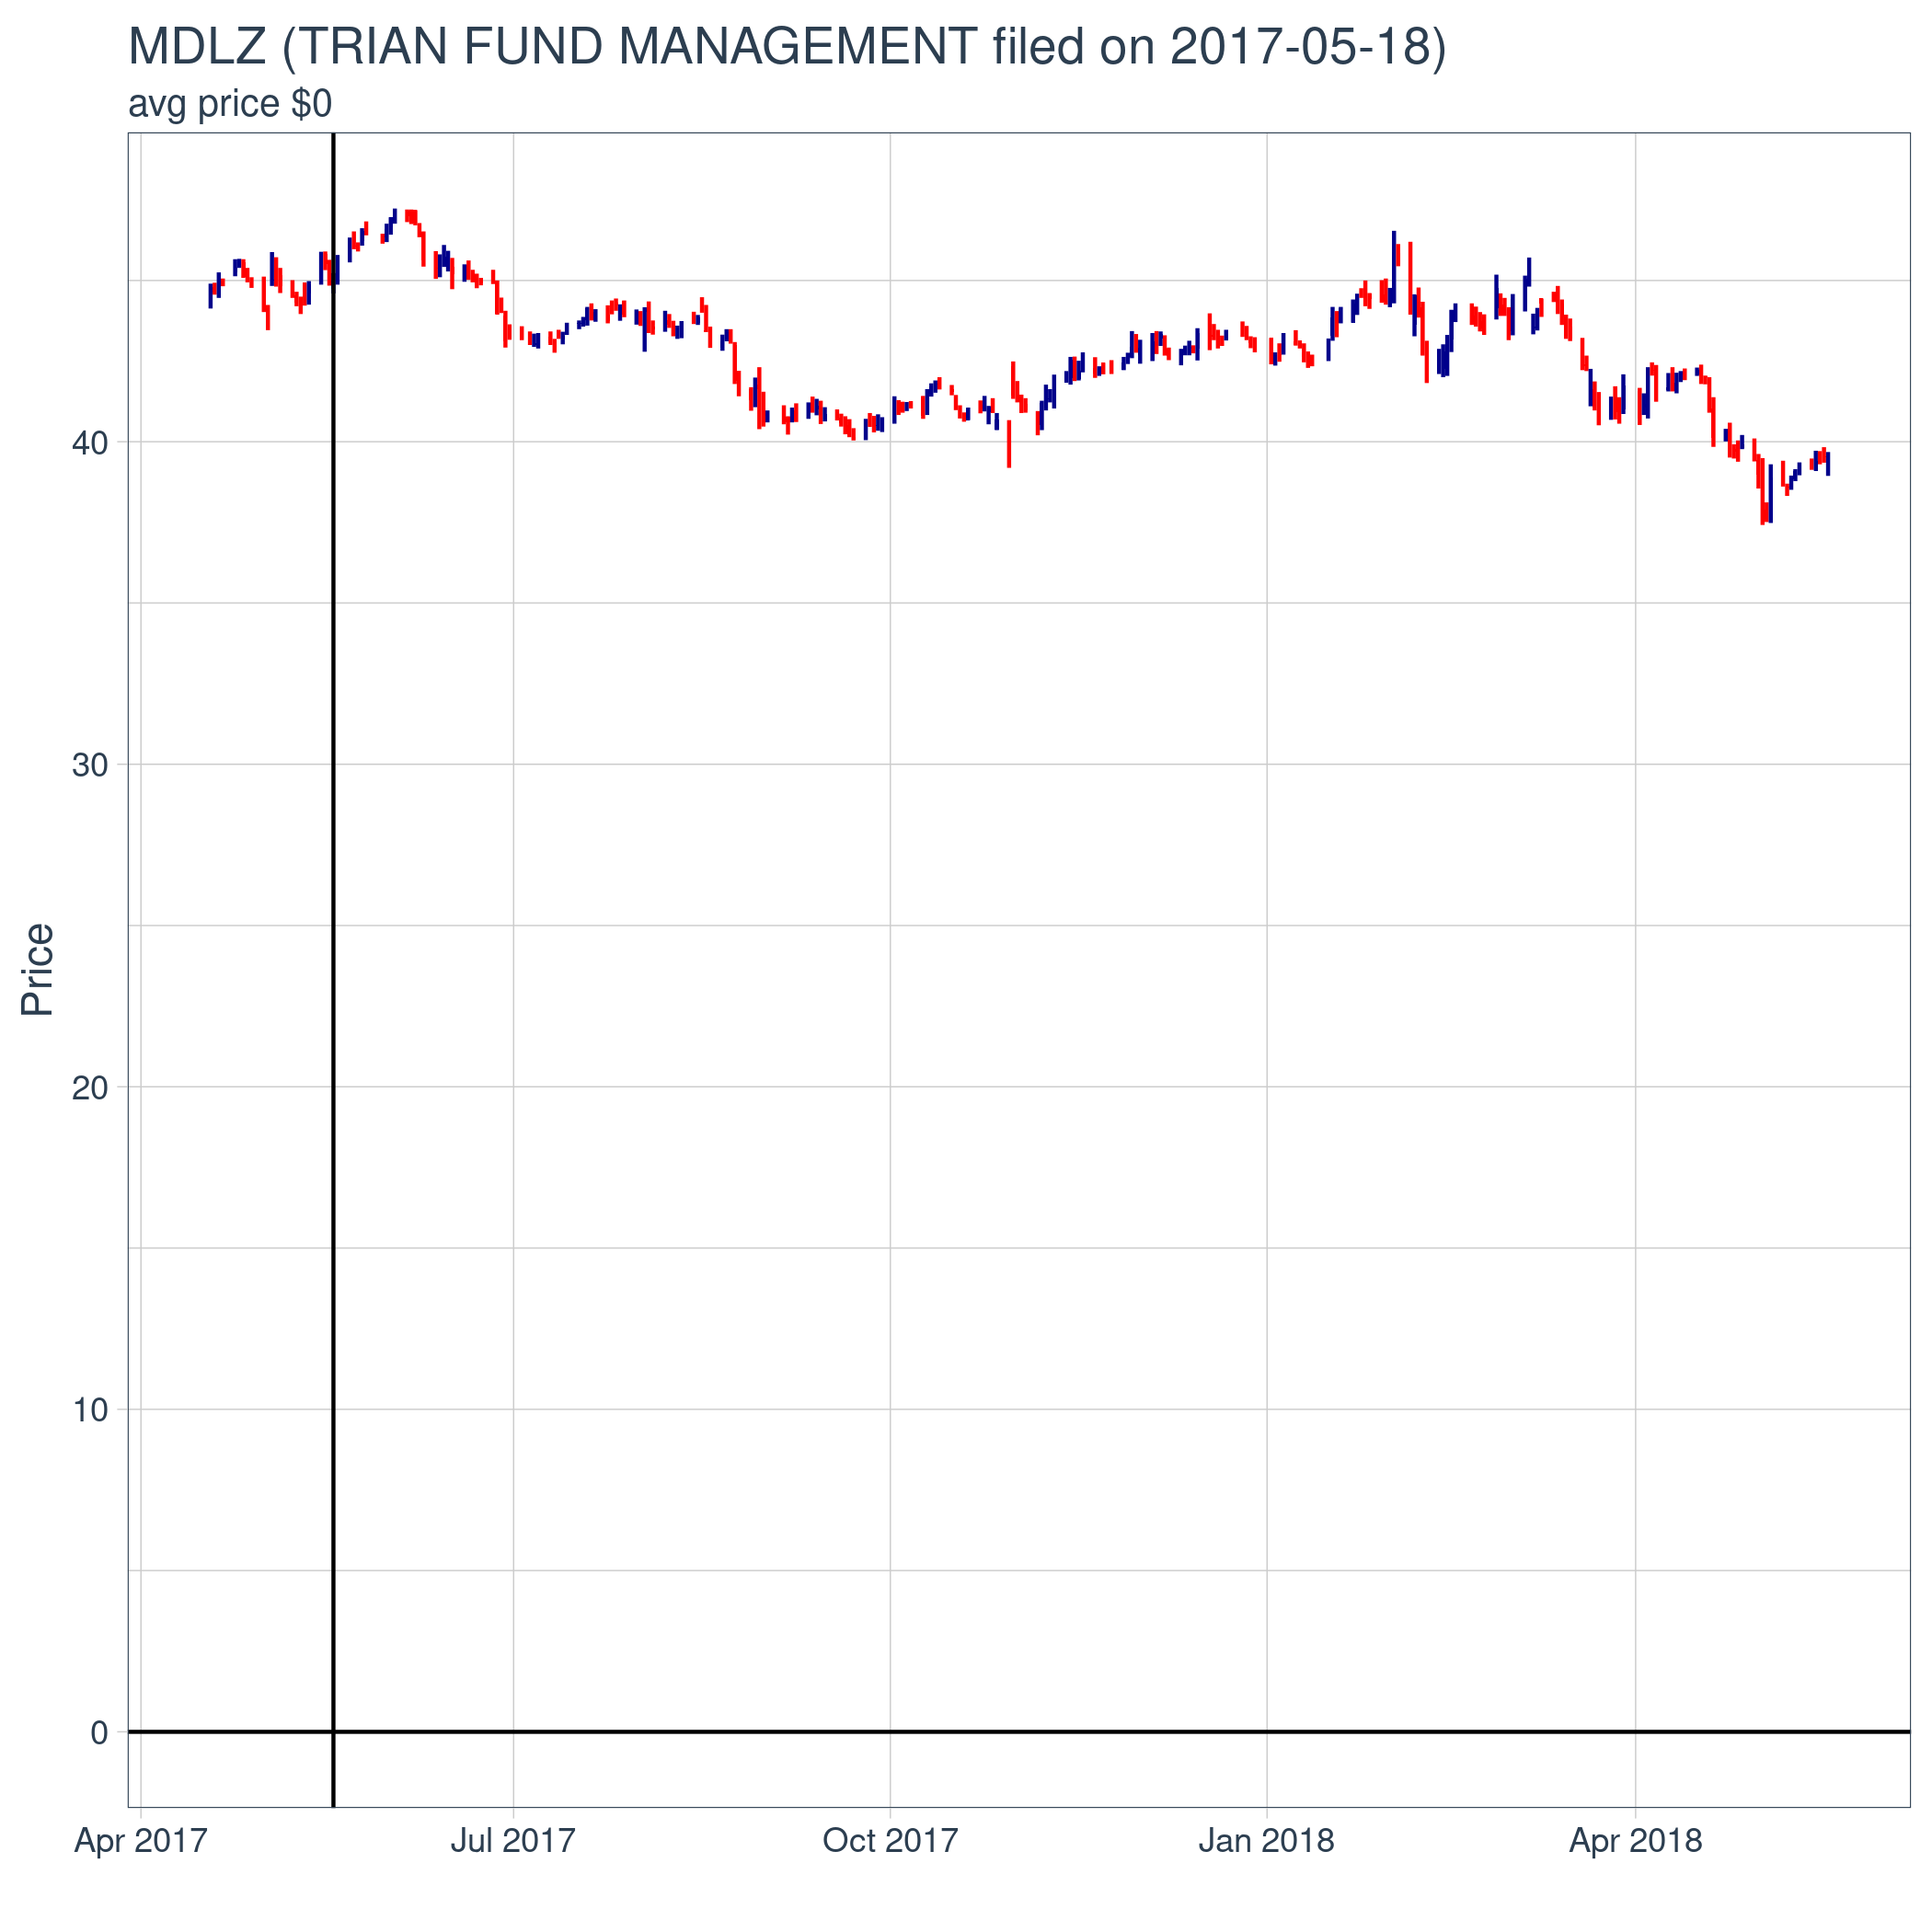 MDLZ (TRIAN FUND MANAGEMENT filed on 2017-05-18)
avg price $0
Price
40
30
20
10
0
Apr 2017
Jul 2017
Oct 2017
Jan 2018
Apr 2018